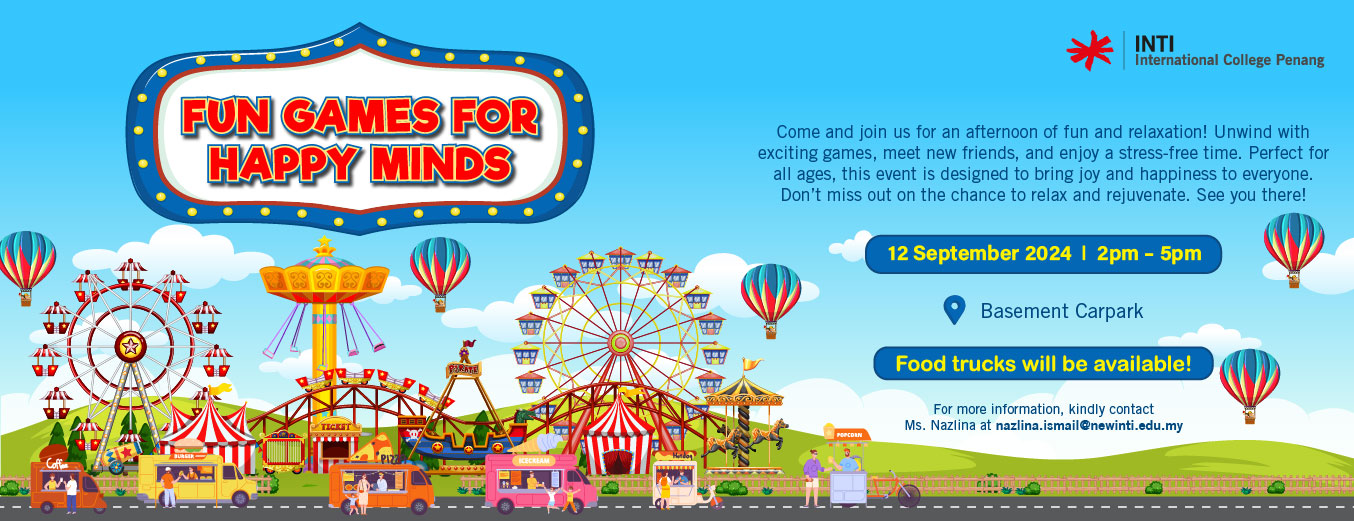 FUN GAMES FOR
HAPPY MINDS
INTI
International College Penang
Come and join us for an afternoon of fun and relaxation! Unwind with
exciting games, meet new friends, and enjoy a stress-free time. Perfect for
all ages, this event is designed to bring joy and happiness to everyone.
Don't miss out on the chance to relax and rejuvenate. See you there!
12 September 2024 | 2pm – 5pm
Basement Carpark
Food trucks will be available!
For more information, kindly contact
Ms. Nazlina at nazlina.ismail@newinti.edu.my
PIRATE
TICKET
POPCORN
Coffee
BURGER
PIZZA
ICECREAM
Hotdog